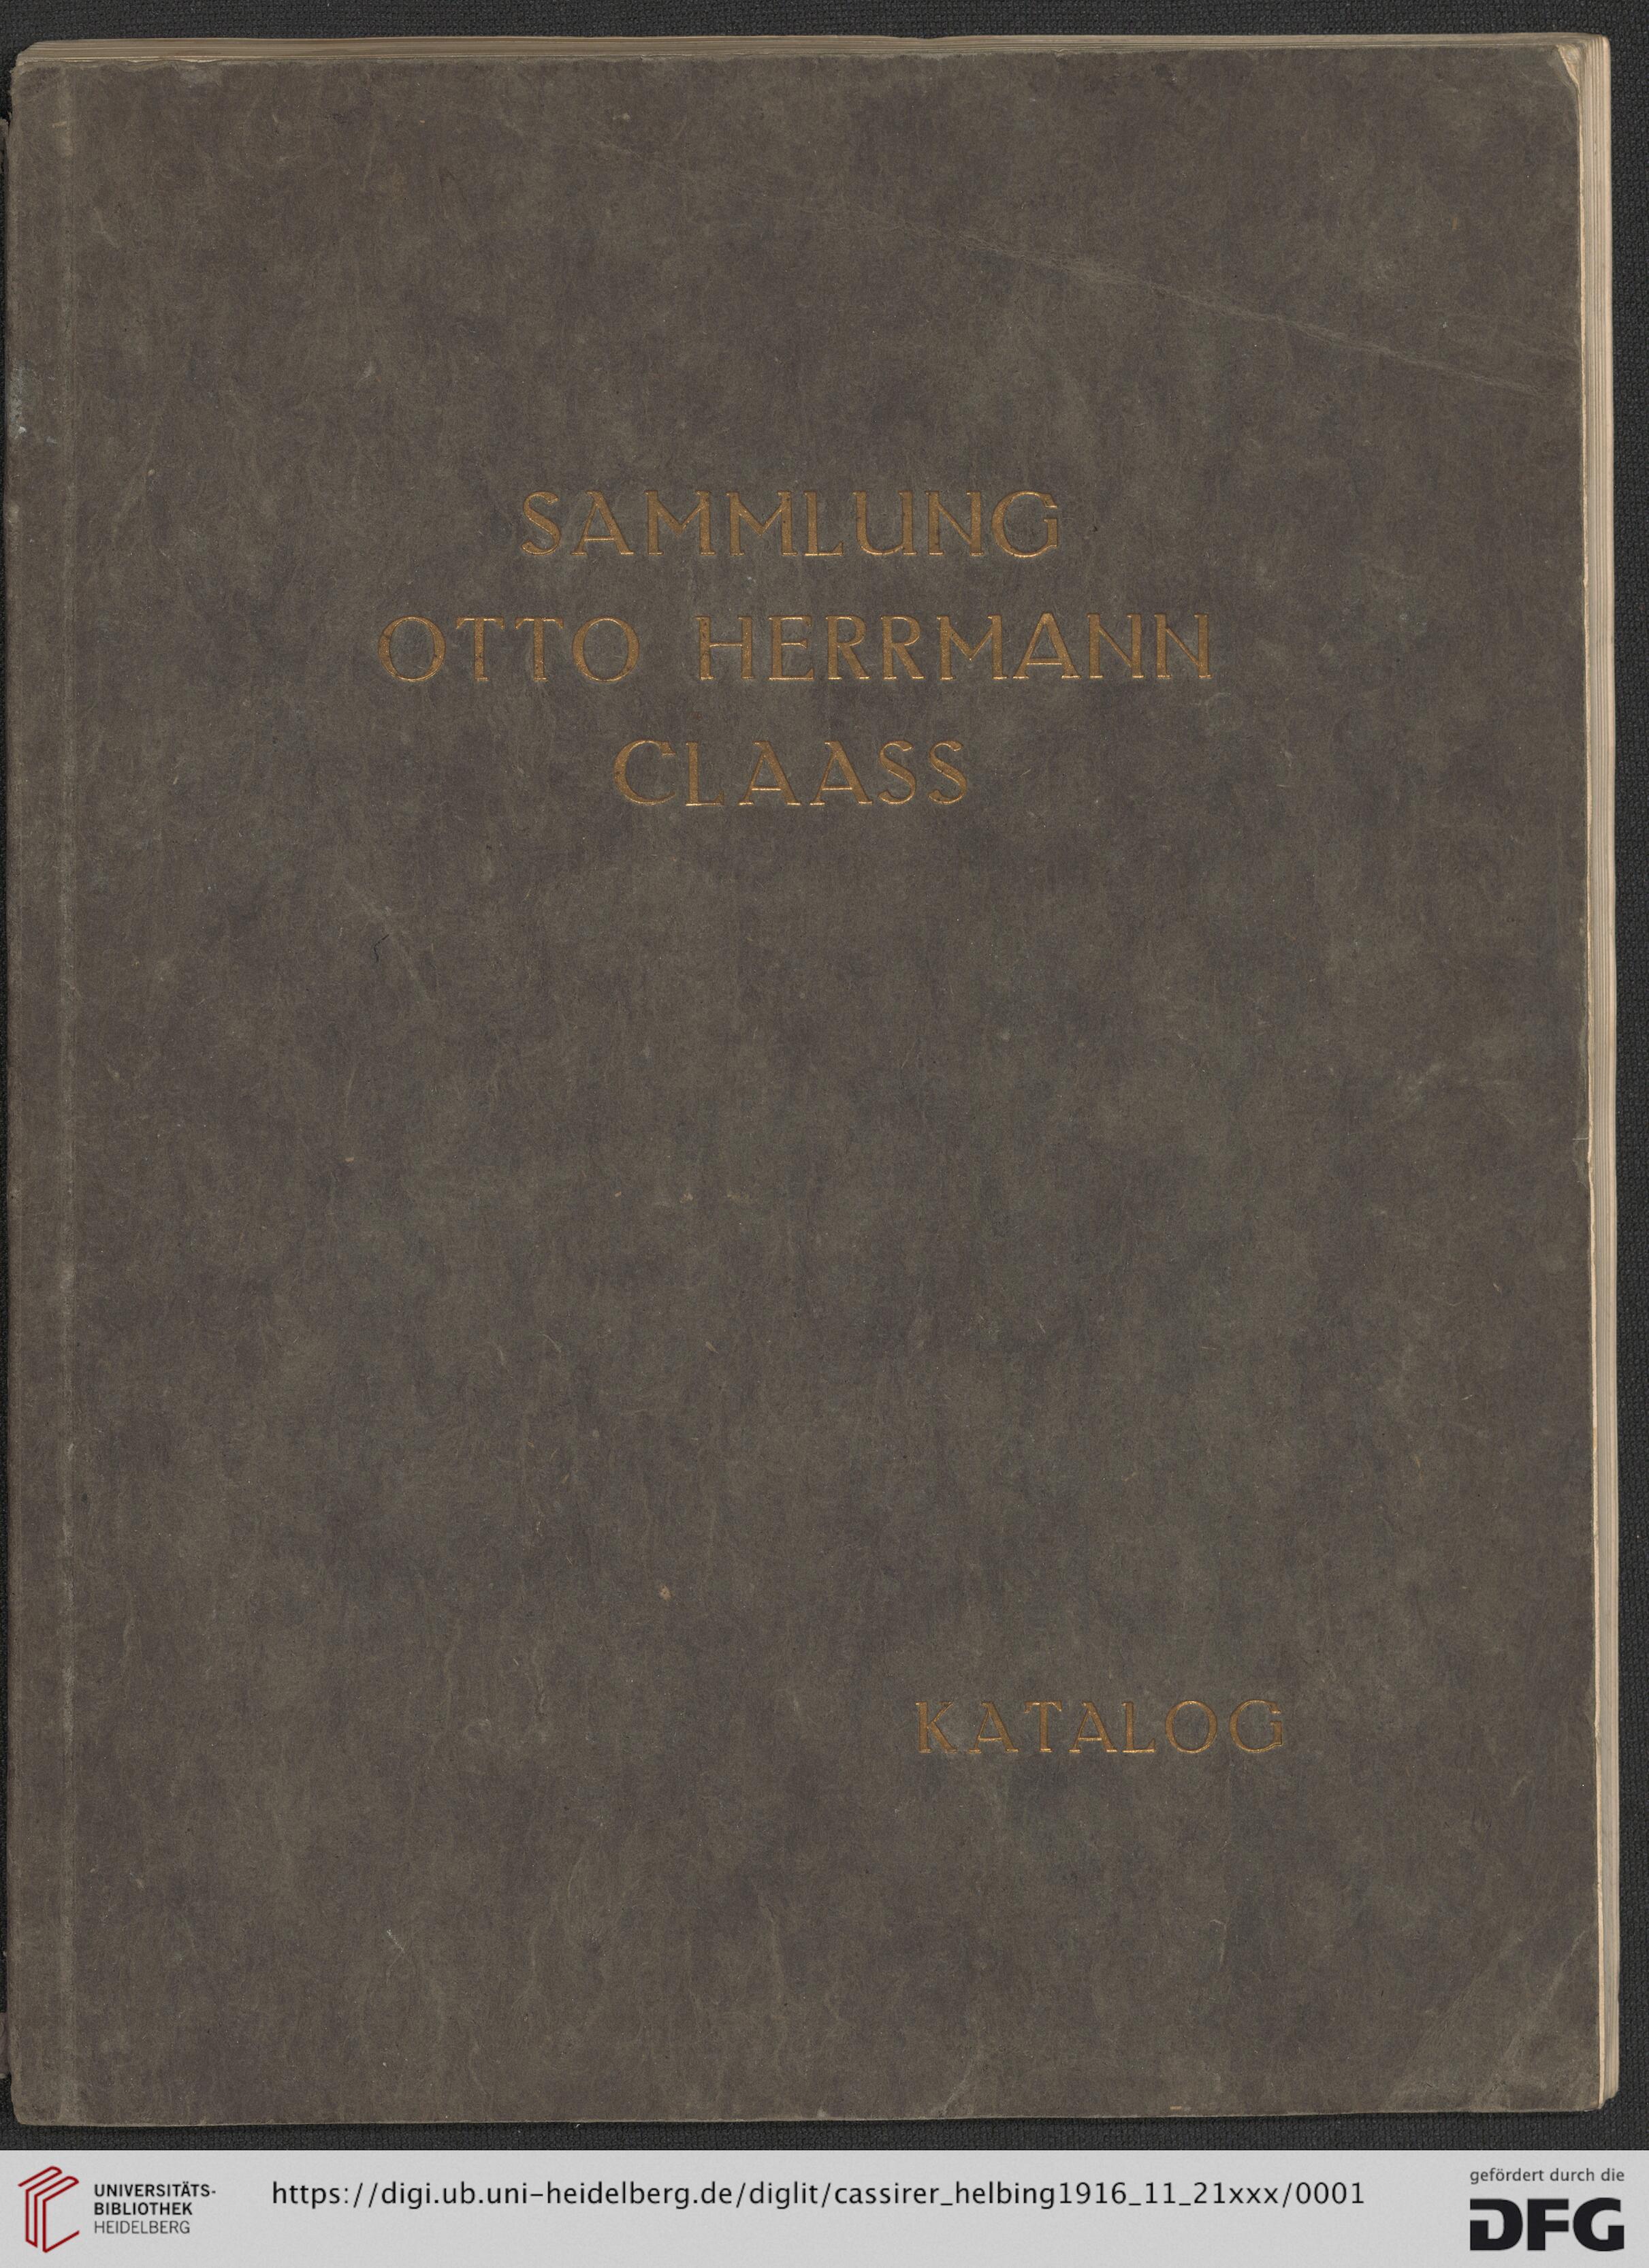 SAMMLUNG
OTTO HERRMANN
CLAASS
KATALOG
UNIVERSITÄTS-
BIBLIOTHEK
HEIDELBERG
https://digi.ub.uni-heidelberg.de/diglit/cassirer_helbing1916_11_21xxx/0001
gefördert durch die
DFG